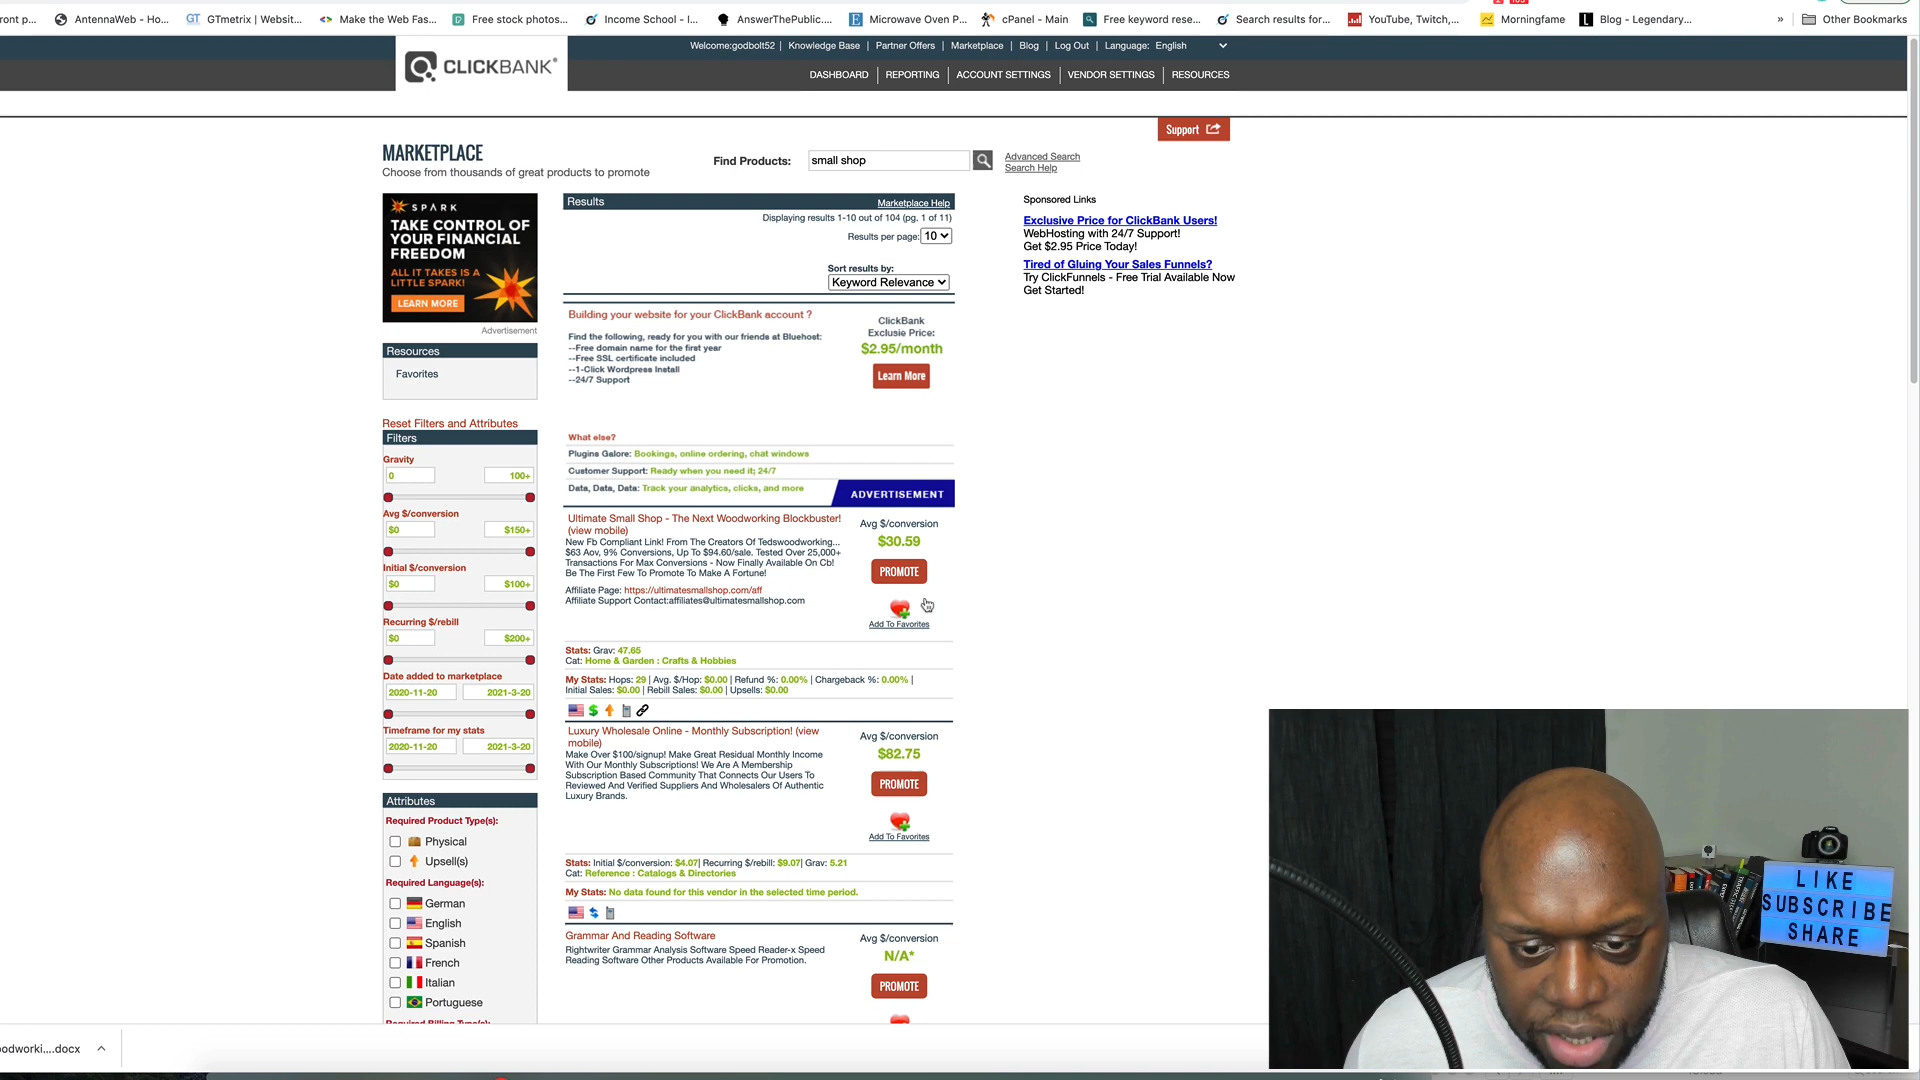 ront p...
AntennaWeb - Ho...
GTmetrix | Websit...
Make the Web Fas...
Free stock photos...
Income School - I...
AnswerThePublic....
Microwave Oven P...
cPanel - Main
Free keyword rese...
Search results for...
YouTube, Twitch,...
Morningfame
Blog - Legendary...
»
Other Bookmarks
Welcome:godbolt52 | Knowledge Base | Partner Offers | Marketplace | Blog | Log Out | Language: English
CLICKBANK
DASHBOARD | REPORTING | ACCOUNT SETTINGS | VENDOR SETTINGS | RESOURCES
Support
MARKETPLACE
Choose from thousands of great products to promote
Find Products:
small shop
Advanced Search
Search Help
SPARK
TAKE CONTROL OF
YOUR FINANCIAL
FREEDOM
ALL IT TAKES IS A
LITTLE SPARK!
LEARN MORE
Advertisement
Resources
Favorites
Reset Filters and Attributes
Filters
Gravity
0 100+
Avg $/conversion
$0 $150+
Initial $/conversion
$0 $100+
Recurring $/rebill
$0 $200+
Date added to marketplace
2020-11-20 2021-3-20
Timeframe for my stats
2020-11-20 2021-3-20
Attributes
Required Product Type(s):
Physical
Upsell(s)
Required Language(s):
German
English
Spanish
French
Italian
Portuguese
Required Billing Type(s):
Results
Marketplace Help
Displaying results 1-10 out of 104 (pg. 1 of 11)
Results per page: 10
Sort results by:
Keyword Relevance
Building your website for your ClickBank account ?
Find the following, ready for you with our friends at Bluehost:
--Free domain name for the first year
--Free SSL certificate included
--1-Click Wordpress Install
--24/7 Support
ClickBank
Exclusie Price:
$2.95/month
Learn More
What else?
Plugins Galore: Bookings, online ordering, chat windows
Customer Support: Ready when you need it; 24/7
Data, Data, Data: Track your analytics, clicks, and more
ADVERTISEMENT
Ultimate Small Shop - The Next Woodworking Blockbuster!
(view mobile)
New Fb Compliant Link! From The Creators Of Tedswoodworking...
$63 Aov, 9% Conversions, Up To $94.60/sale. Tested Over 25,000+
Transactions For Max Conversions - Now Finally Available On Cb!
Be The First Few To Promote To Make A Fortune!
Affiliate Page: https://ultimatesmallshop.com/aff
Affiliate Support Contact:affiliates@ultimatesmallshop.com
Avg $/conversion
$30.59
PROMOTE
Add To Favorites
Stats: Grav: 47.65
Cat: Home & Garden : Crafts & Hobbies
My Stats: Hops: 29 | Avg. $/Hop: $0.00 | Refund %: 0.00% | Chargeback %: 0.00% |
Initial Sales: $0.00 | Rebill Sales: $0.00 | Upsells: $0.00
Luxury Wholesale Online - Monthly Subscription! (view
mobile)
Make Over $100/signup! Make Great Residual Monthly Income
With Our Monthly Subscriptions! We Are A Membership
Subscription Based Community That Connects Our Users To
Reviewed And Verified Suppliers And Wholesalers Of Authentic
Luxury Brands.
Avg $/conversion
$82.75
PROMOTE
Add To Favorites
Stats: Initial $/conversion: $4.07| Recurring $/rebill: $9.07| Grav: 5.21
Cat: Reference : Catalogs & Directories
My Stats: No data found for this vendor in the selected time period.
Grammar And Reading Software
Rightwriter Grammar Analysis Software Speed Reader-x Speed
Reading Software Other Products Available For Promotion.
Avg $/conversion
N/A*
PROMOTE
Sponsored Links
Exclusive Price for ClickBank Users!
WebHosting with 24/7 Support!
Get $2.95 Price Today!
Tired of Gluing Your Sales Funnels?
Try ClickFunnels - Free Trial Available Now
Get Started!
LIKE
SUBSCRIBE
SHARE
oodworki....docx